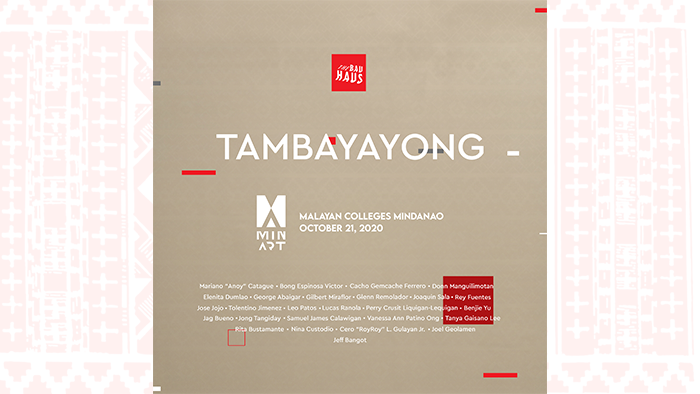 the BAU
HAUS
TAMBAYAYONG
MIN
ART
MALAYAN COLLEGES MINDANAO
OCTOBER 21, 2020
Mariano "Anoy" Catague • Bong Espinosa Victor • Cacho Gemcache Ferrero • Donn Manguilimotan
Elenita Dumlao • George Abaigar • Gilbert Miraflor • Glenn Remolador • Joaquin Sala • Rey Fuentes
Jose Jojo • Tolentino Jimenez • Leo Patos • Lucas Ranola • Perry Crusit Liquigan-Lequigan • Benjie Yu
Jag Bueno • Jong Tangiday • Samuel James Calawigan • Vanessa Ann Patiño Ong • Tanya Gaisano Lee
Rita Bustamante • Nina Custodio • Cero "RoyRoy" L. Gulayan Jr. • Joel Geolamen
Jeff Bangot